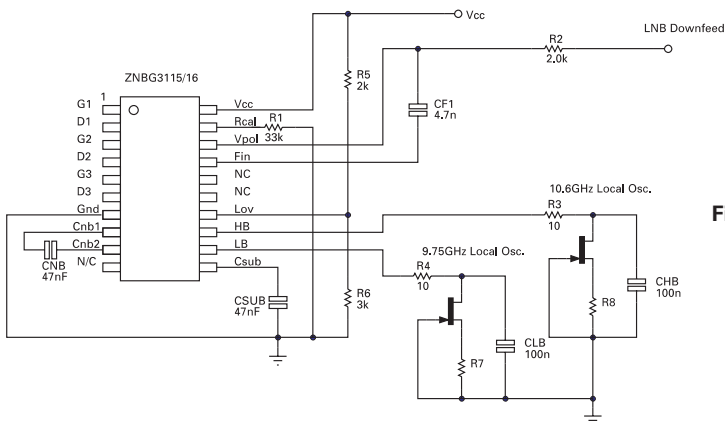 Vcc
LNB Downfeed
R2
2.0k
ZNBG3115/16
1
R5
2k
CF1
4.7n
G1
Vcc
D1
Rcal
R1
33k
G2
Vpol
D2
Fin
G3
NC
D3
NC
Gnd
Lov
Cnb1
HB
Cnb2
LB
N/C
Csub
CNB
47nF
CSUB
47nF
R6
3k
10.6GHz Local Osc.
R3
10
9.75GHz Local Osc.
R4
10
CHB
100n
R8
CLB
100n
R7